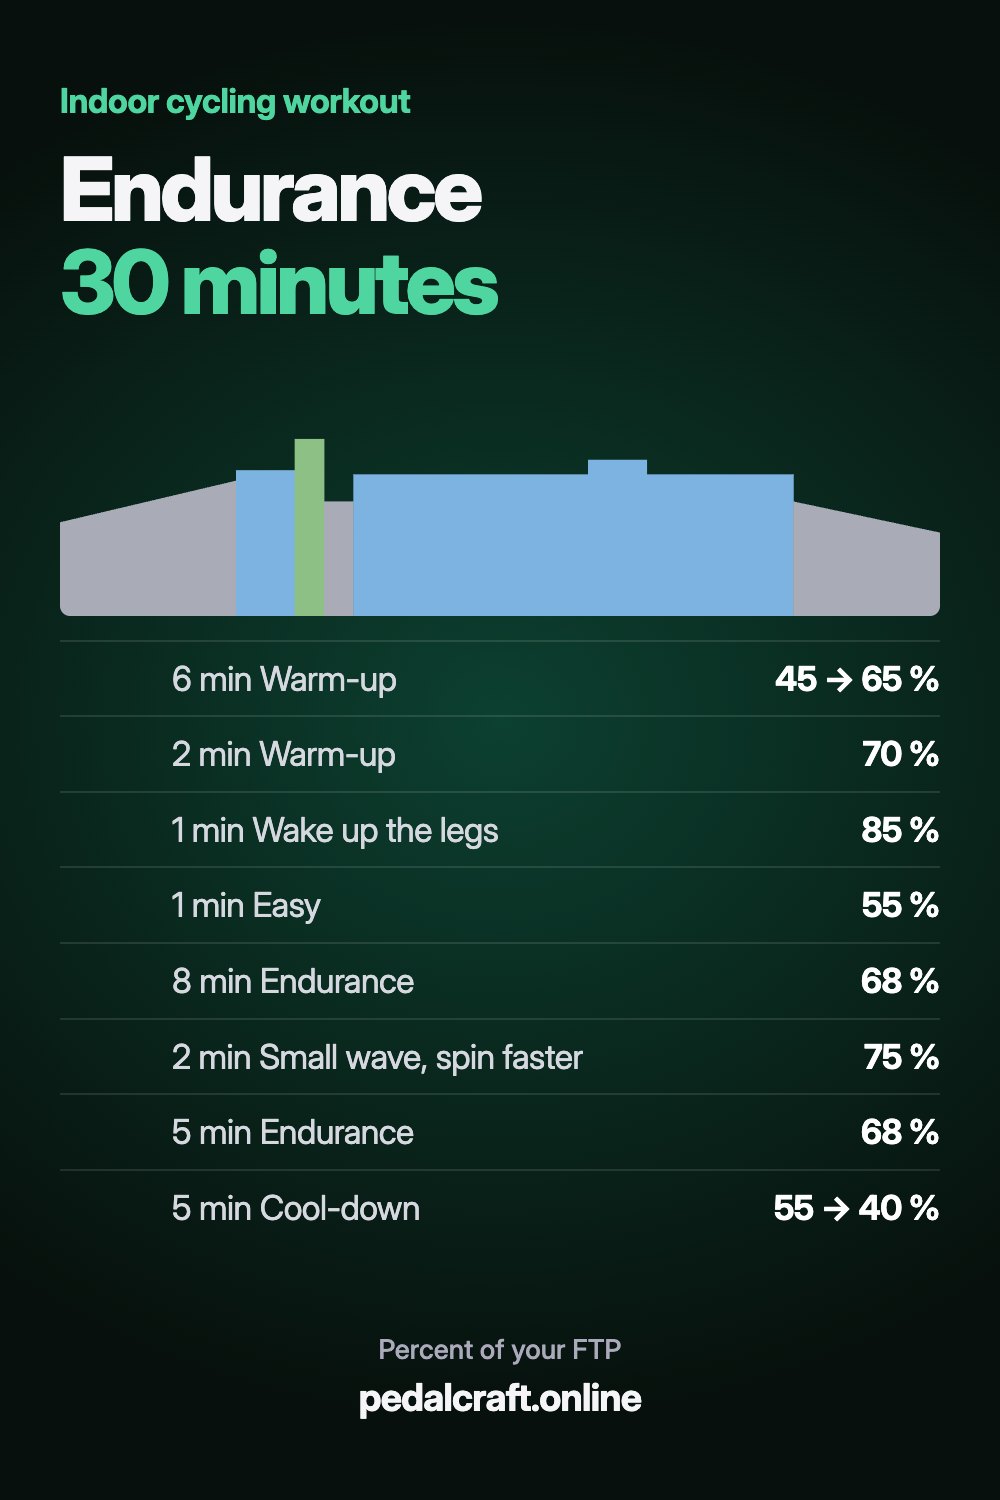 Indoor cycling workout
Endurance
30 minutes
6 min Warm-up 45 → 65 %
2 min Warm-up 70 %
1 min Wake up the legs 85 %
1 min Easy 55 %
8 min Endurance 68 %
2 min Small wave, spin faster 75 %
5 min Endurance 68 %
5 min Cool-down 55 → 40 %
Percent of your FTP
pedalcraft.online